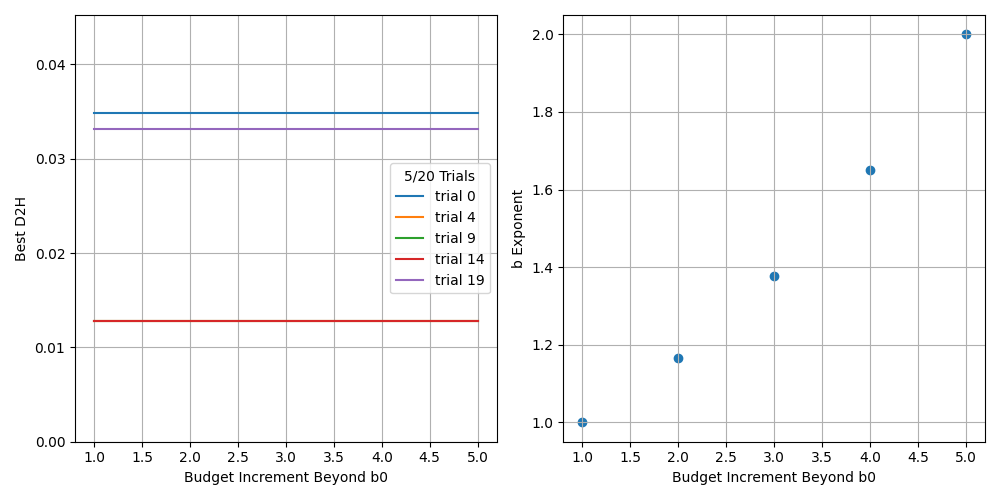 0.04
0.03
0.02
0.01
0.00
Best D2H
5/20 Trials
trial 0
trial 4
trial 9
trial 14
trial 19
1.0 1.5 2.0 2.5 3.0 3.5 4.0 4.5 5.0
Budget Increment Beyond b0
2.0
1.8
1.6
1.4
1.2
1.0
b Exponent
1.0 1.5 2.0 2.5 3.0 3.5 4.0 4.5 5.0
Budget Increment Beyond b0